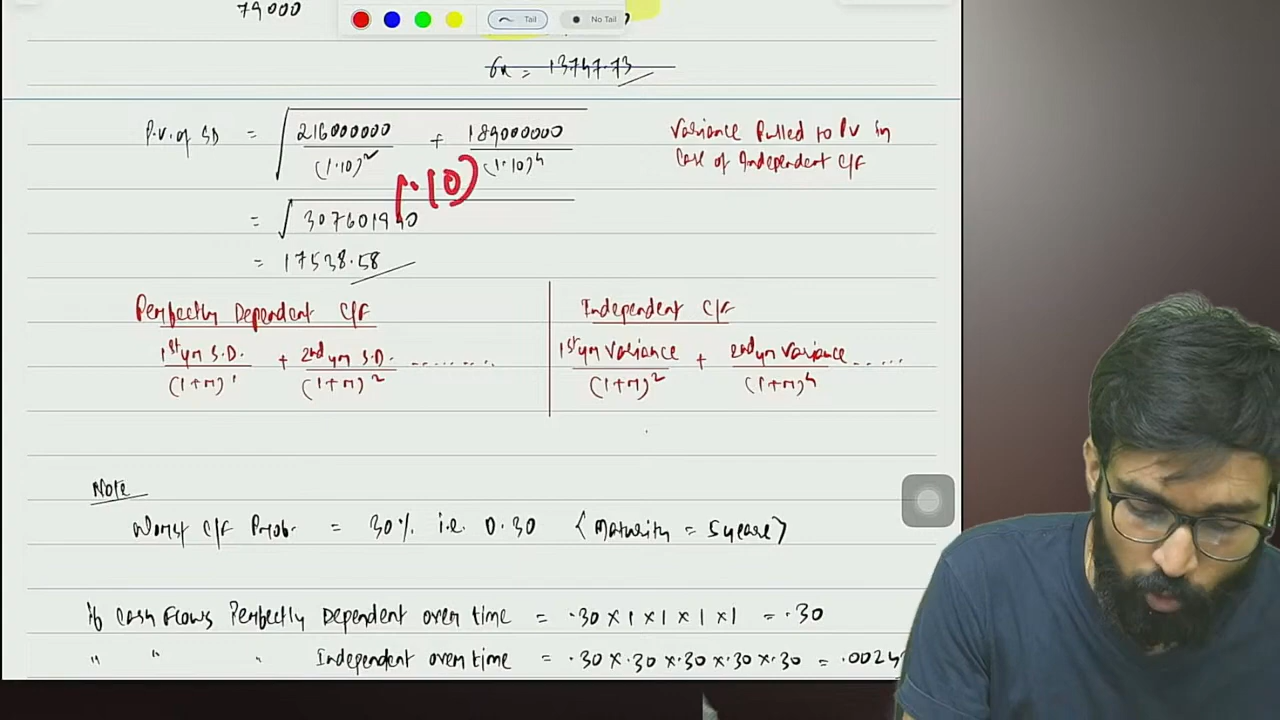 79000
Tail No Tail
σx = 13747.73
P.V. of SD = √ 216000000 / (1.10)² + 189000000 / (1.10)⁴
Variance Pulled to PV in
Case of Independent C/F
1.10)
= √ 307601940
= 17538.58
Perfectly Dependent C/F
1st yr S.D. / (1+r)¹ + 2nd yr S.D. / (1+r)² .........
Independent C/F
1st yr Variance / (1+r)² + 2nd yr Variance / (1+r)⁴ .....
Note
Worst C/F Prob. = 30% i.e. 0.30 (Maturity = 5 years)
if Cash Flows Perfectly Dependent over time = .30 × 1 × 1 × 1 × 1 = .30
" " " Independent over time = .30 × .30 × .30 × .30 × .30 = .0024